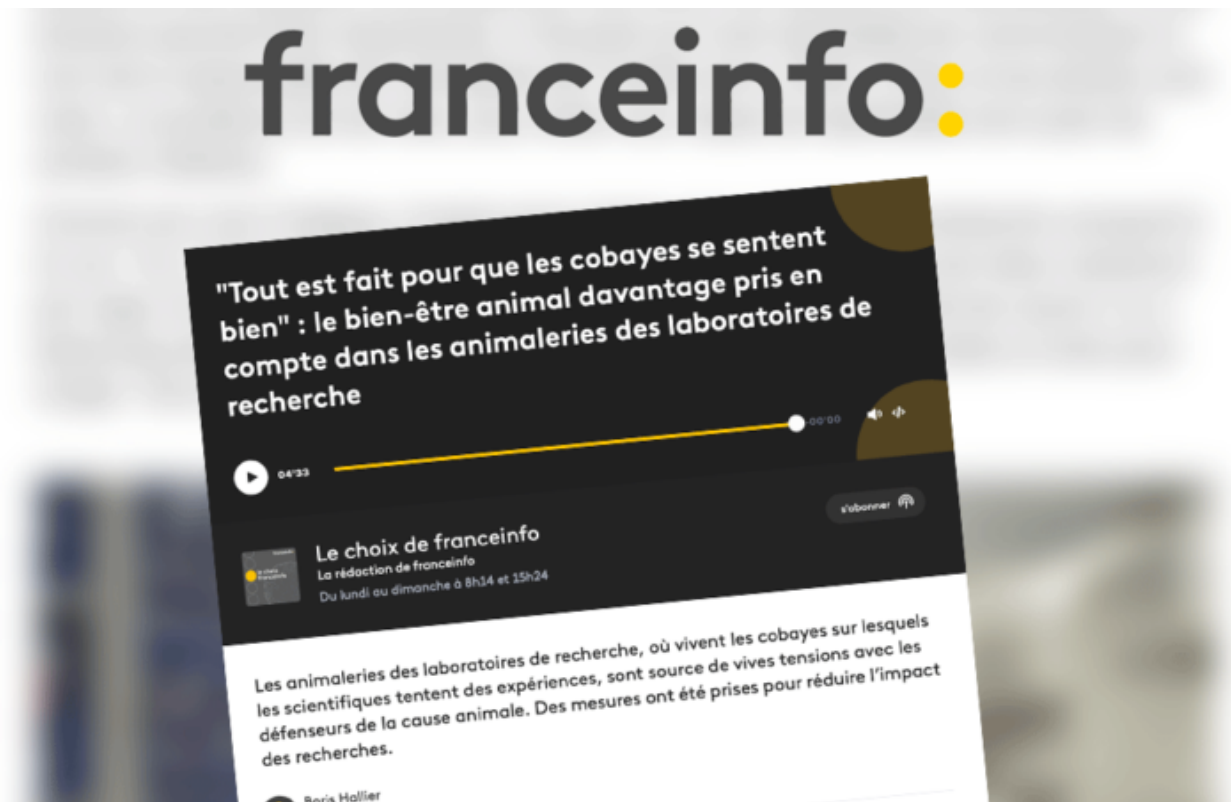 franceinfo:
"Tout est fait pour que les cobayes se sentent
bien" : le bien-être animal davantage pris en
compte dans les animaleries des laboratoires de
recherche
04'33
-00'00
Le choix de franceinfo
La rédaction de franceinfo
Du lundi au dimanche à 8h14 et 15h24
s'abonner
Les animaleries des laboratoires de recherche, où vivent les cobayes sur lesquels
les scientifiques tentent des expériences, sont source de vives tensions avec les
défenseurs de la cause animale. Des mesures ont été prises pour réduire l'impact
des recherches.
Boris Hallier